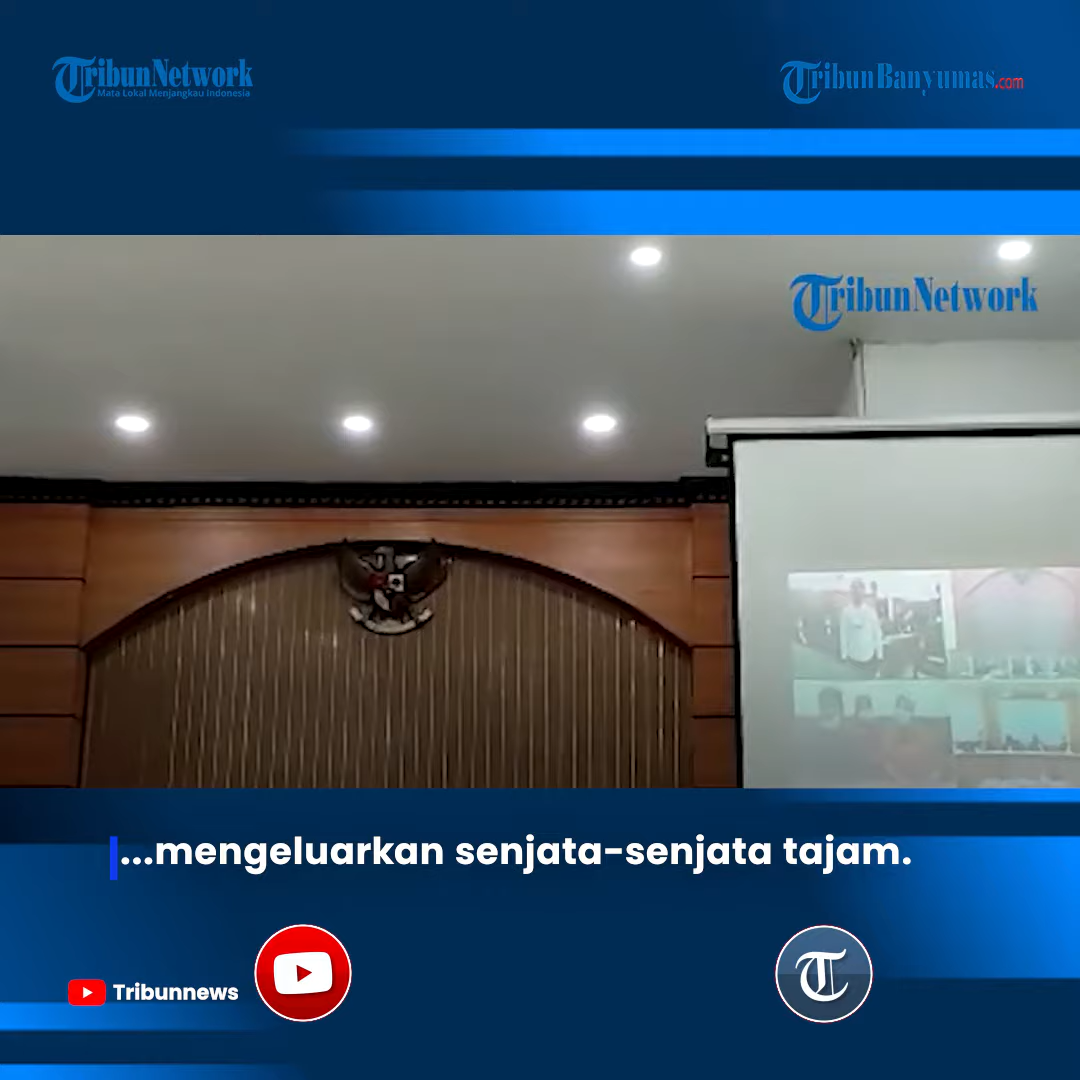 TribunNetwork
Mata Lokal Menjangkau Indonesia
TribunBanyumas.com
TribunNetwork
...mengeluarkan senjata-senjata tajam.
Tribunnews
T